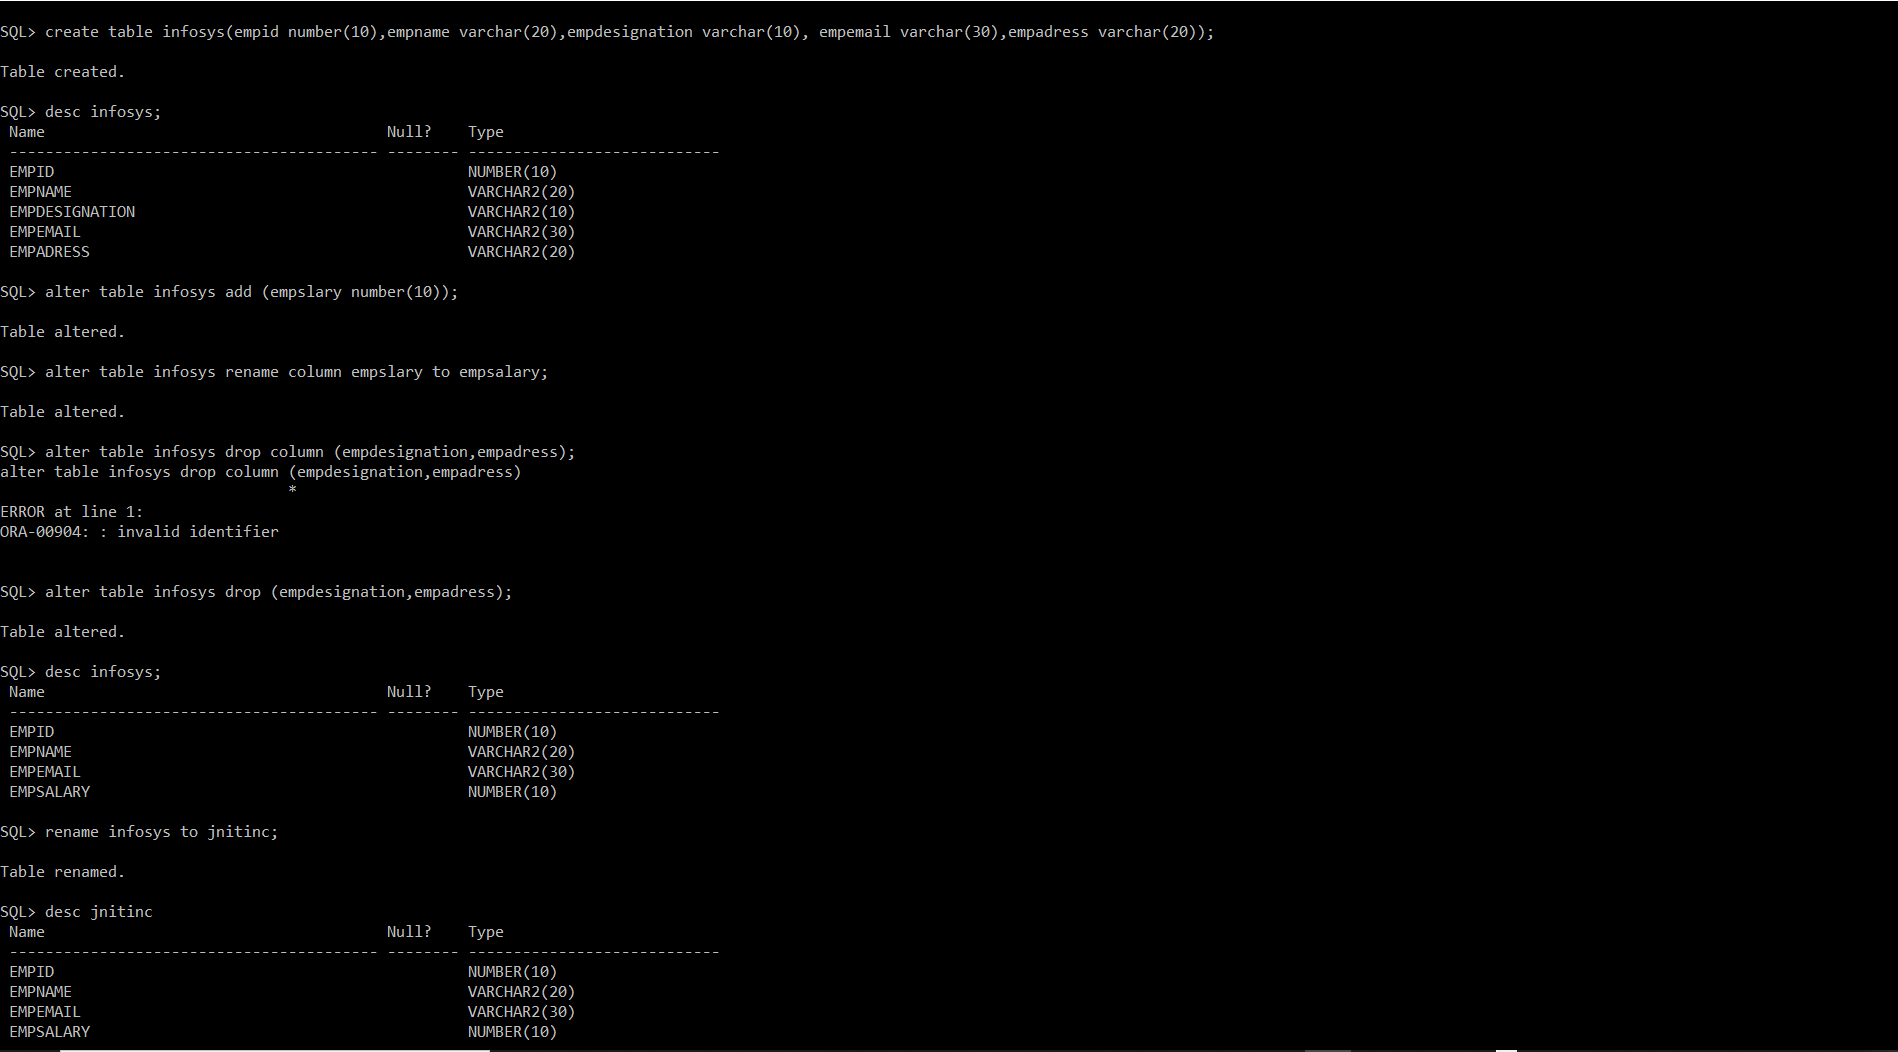 SQL> create table infosys(empid number(10),empname varchar(20),empdesignation varchar(10), empemail varchar(30),empadress varchar(20));
Table created.
SQL> desc infosys;
 Name                                      Null?    Type
 ----------------------------------------- -------- ----------------------------
 EMPID                                              NUMBER(10)
 EMPNAME                                            VARCHAR2(20)
 EMPDESIGNATION                                     VARCHAR2(10)
 EMPEMAIL                                           VARCHAR2(30)
 EMPADRESS                                          VARCHAR2(20)
SQL> alter table infosys add (empslary number(10));
Table altered.
SQL> alter table infosys rename column empslary to empsalary;
Table altered.
SQL> alter table infosys drop column (empdesignation,empadress);
alter table infosys drop column (empdesignation,empadress)
                                *
ERROR at line 1:
ORA-00904: : invalid identifier
SQL> alter table infosys drop (empdesignation,empadress);
Table altered.
SQL> desc infosys;
 Name                                      Null?    Type
 ----------------------------------------- -------- ----------------------------
 EMPID                                              NUMBER(10)
 EMPNAME                                            VARCHAR2(20)
 EMPEMAIL                                           VARCHAR2(30)
 EMPSALARY                                          NUMBER(10)
SQL> rename infosys to jnitinc;
Table renamed.
SQL> desc jnitinc
 Name                                      Null?    Type
 ----------------------------------------- -------- ----------------------------
 EMPID                                              NUMBER(10)
 EMPNAME                                            VARCHAR2(20)
 EMPEMAIL                                           VARCHAR2(30)
 EMPSALARY                                          NUMBER(10)